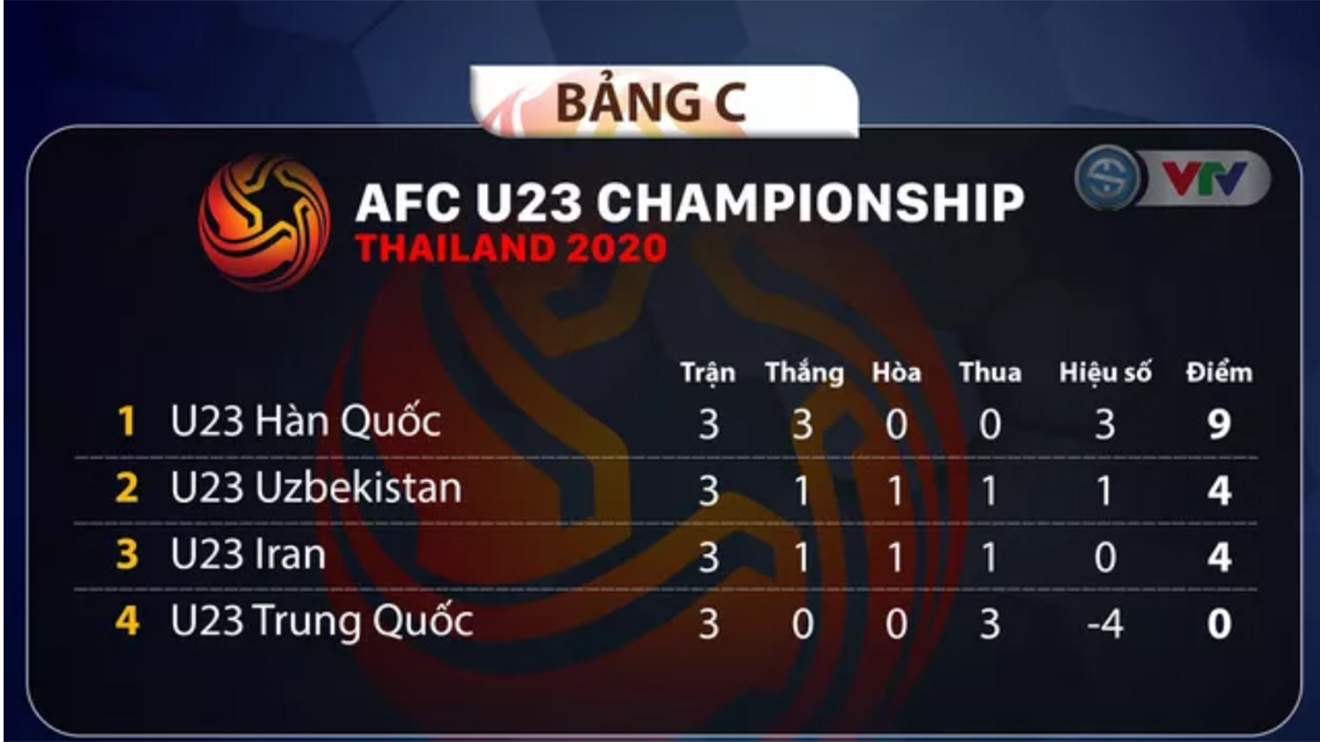 BẢNG C
VTV
AFC U23 CHAMPIONSHIP
THAILAND 2020
Trận Thắng Hòa Thua Hiệu số Điểm
1 U23 Hàn Quốc 3 3 0 0 3 9
2 U23 Uzbekistan 3 1 1 1 1 4
3 U23 Iran 3 1 1 1 0 4
4 U23 Trung Quốc 3 0 0 3 -4 0